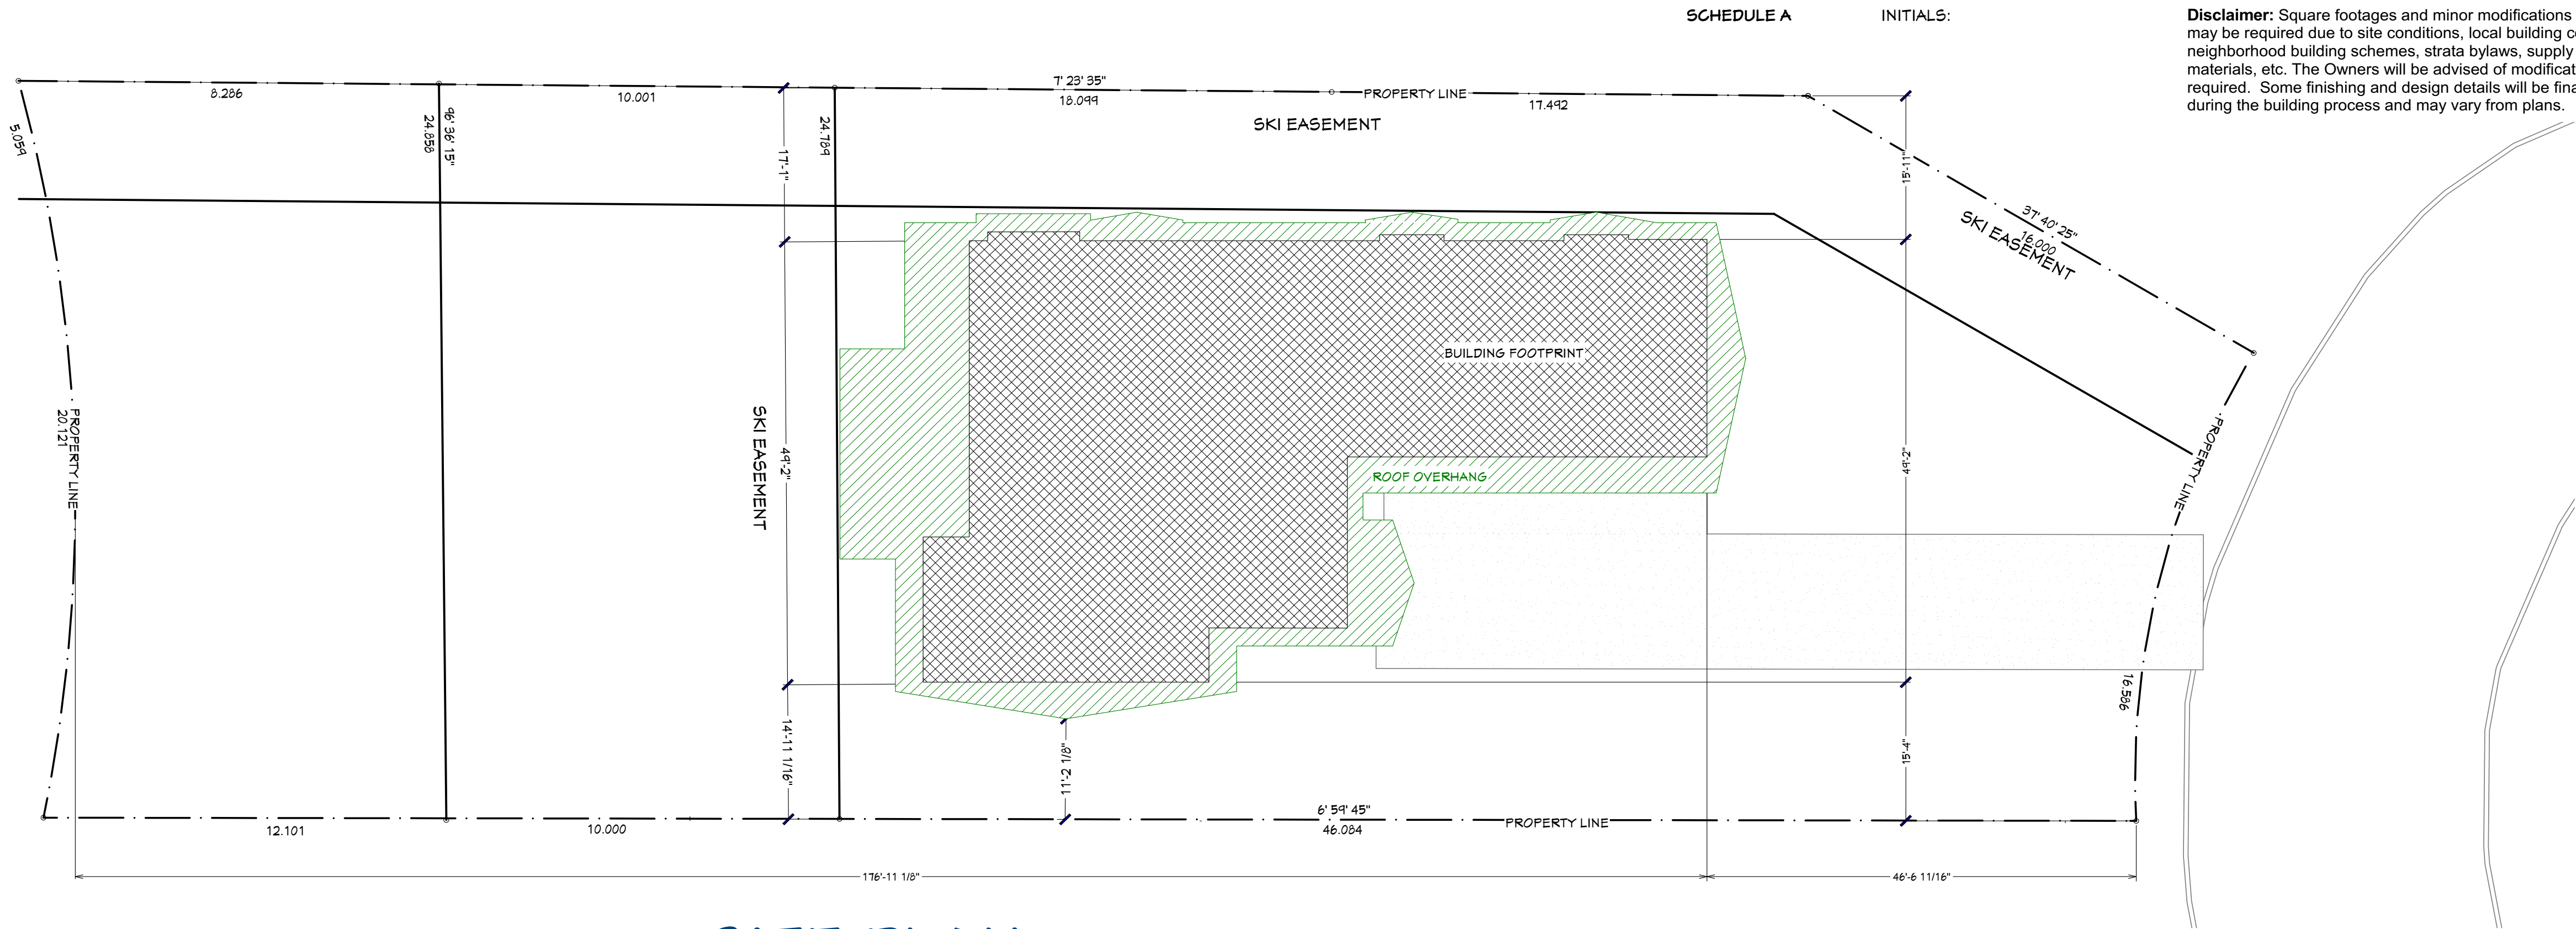 SCHEDULE A
INITIALS:
Disclaimer: Square footages and minor modifications
may be required due to site conditions, local building
neighborhood building schemes, strata bylaws, supply
materials, etc. The Owners will be advised of
required. Some finishing and design details will be
during the building process and may vary from plans.
7' 23' 35"
8.286
10.001
18.099
PROPERTY LINE
17.492
SKI EASEMENT
5.059
24.858
96' 36' 15"
24.789
17'-1"
15'-11"
37' 40' 25"
16.000
SKI EASEMENT
BUILDING FOOTPRINT
PROPERTY LINE
20.121
SKI EASEMENT
49'-2"
ROOF OVERHANG
49'-2"
PROPERTY LINE
PROPERTY LINE
16.586
14'-11 1/16"
11'-2 1/8"
15'-4"
6' 59' 45"
12.101
10.000
46.084
PROPERTY LINE
176'-11 1/8"
46'-6 11/16"